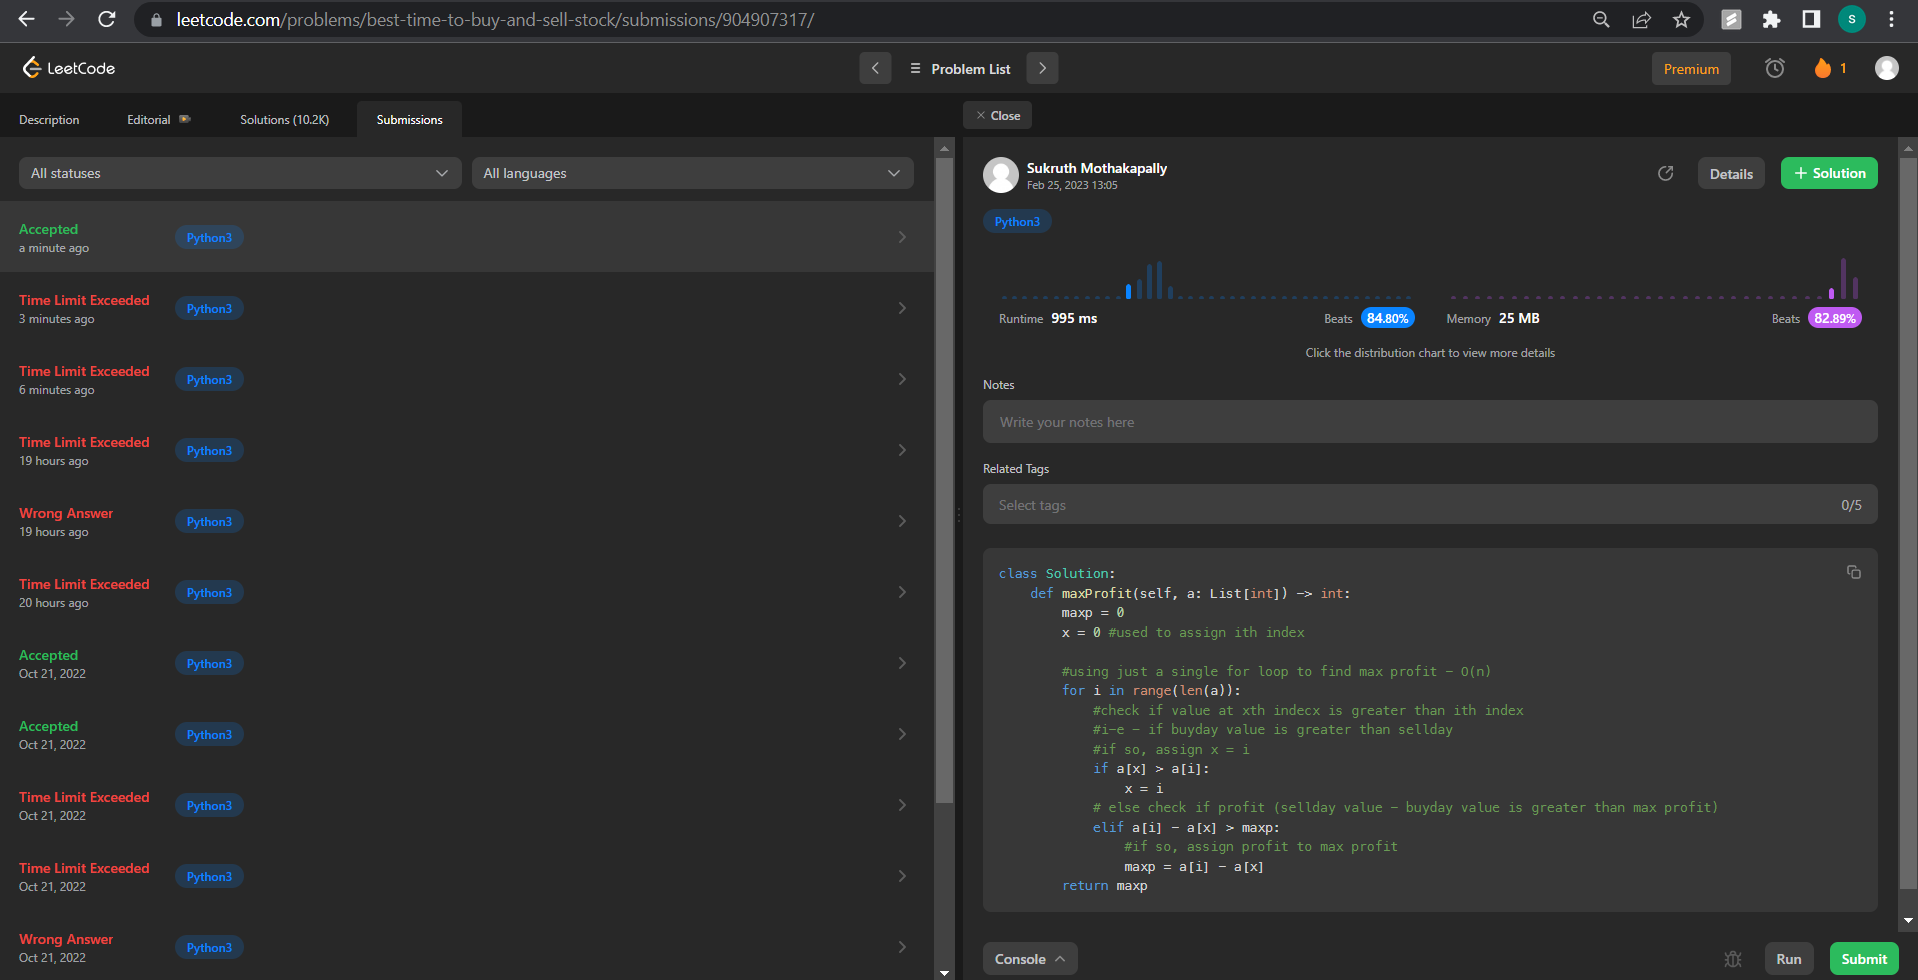 leetcode.com/problems/best-time-to-buy-and-sell-stock/submissions/904907317/
S
LeetCode
Problem List
Premium
1
Description Editorial Solutions (10.2K) Submissions
Close
All statuses All languages
Accepted Python3
a minute ago
Time Limit Exceeded Python3
3 minutes ago
Time Limit Exceeded Python3
6 minutes ago
Time Limit Exceeded Python3
19 hours ago
Wrong Answer Python3
19 hours ago
Time Limit Exceeded Python3
20 hours ago
Accepted Python3
Oct 21, 2022
Accepted Python3
Oct 21, 2022
Time Limit Exceeded Python3
Oct 21, 2022
Time Limit Exceeded Python3
Oct 21, 2022
Wrong Answer Python3
Oct 21, 2022
Sukruth Mothakapally
Feb 25, 2023 13:05
Details + Solution
Python3
Runtime 995 ms Beats 84.80% Memory 25 MB Beats 82.89%
Click the distribution chart to view more details
Notes
Write your notes here
Related Tags
Select tags 0/5
class Solution:
    def maxProfit(self, a: List[int]) -> int:
        maxp = 0
        x = 0 #used to assign ith index
        #using just a single for loop to find max profit - O(n)
        for i in range(len(a)):
            #check if value at xth indecx is greater than ith index
            #i-e - if buyday value is greater than sellday
            #if so, assign x = i
            if a[x] > a[i]:
                x = i
            # else check if profit (sellday value - buyday value is greater than max profit)
            elif a[i] - a[x] > maxp:
                #if so, assign profit to max profit
                maxp = a[i] - a[x]
        return maxp
Console Run Submit